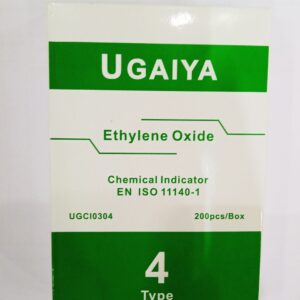 UGAIYA
Ethylene Oxide
Chemical Indicator
EN ISO 11140-1
UGCI0304 200pcs/Box
4
Type